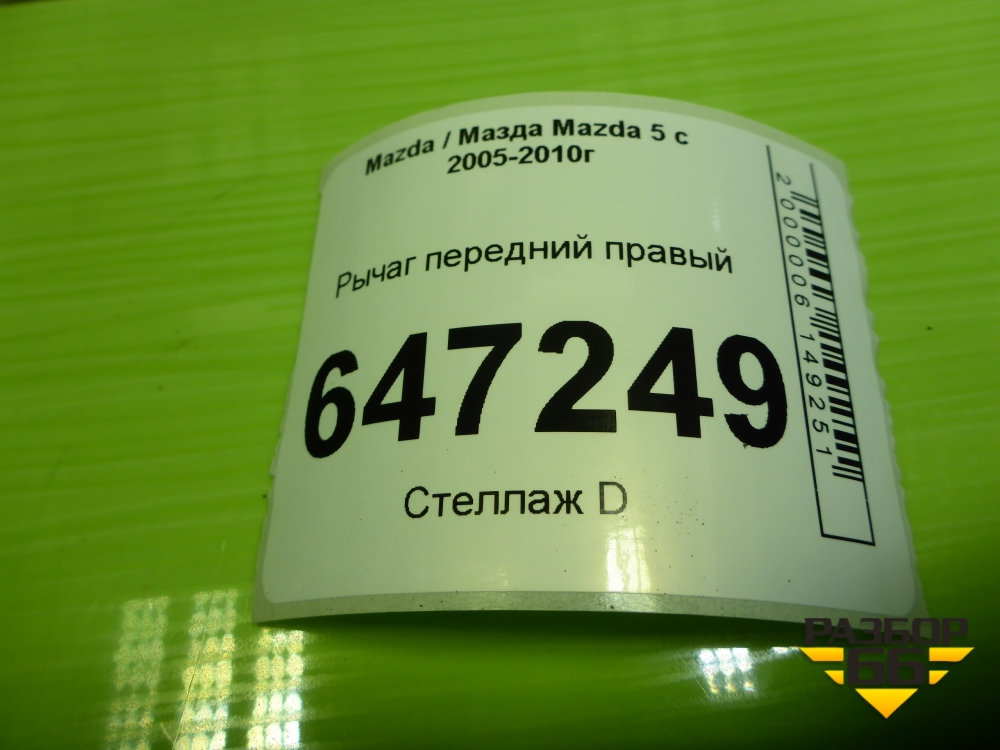 Mazda / Мазда Mazda 5 с
2005-2010г
Рычаг передний правый
647249
Стеллаж D
2000006149251
РАЗБОР
66